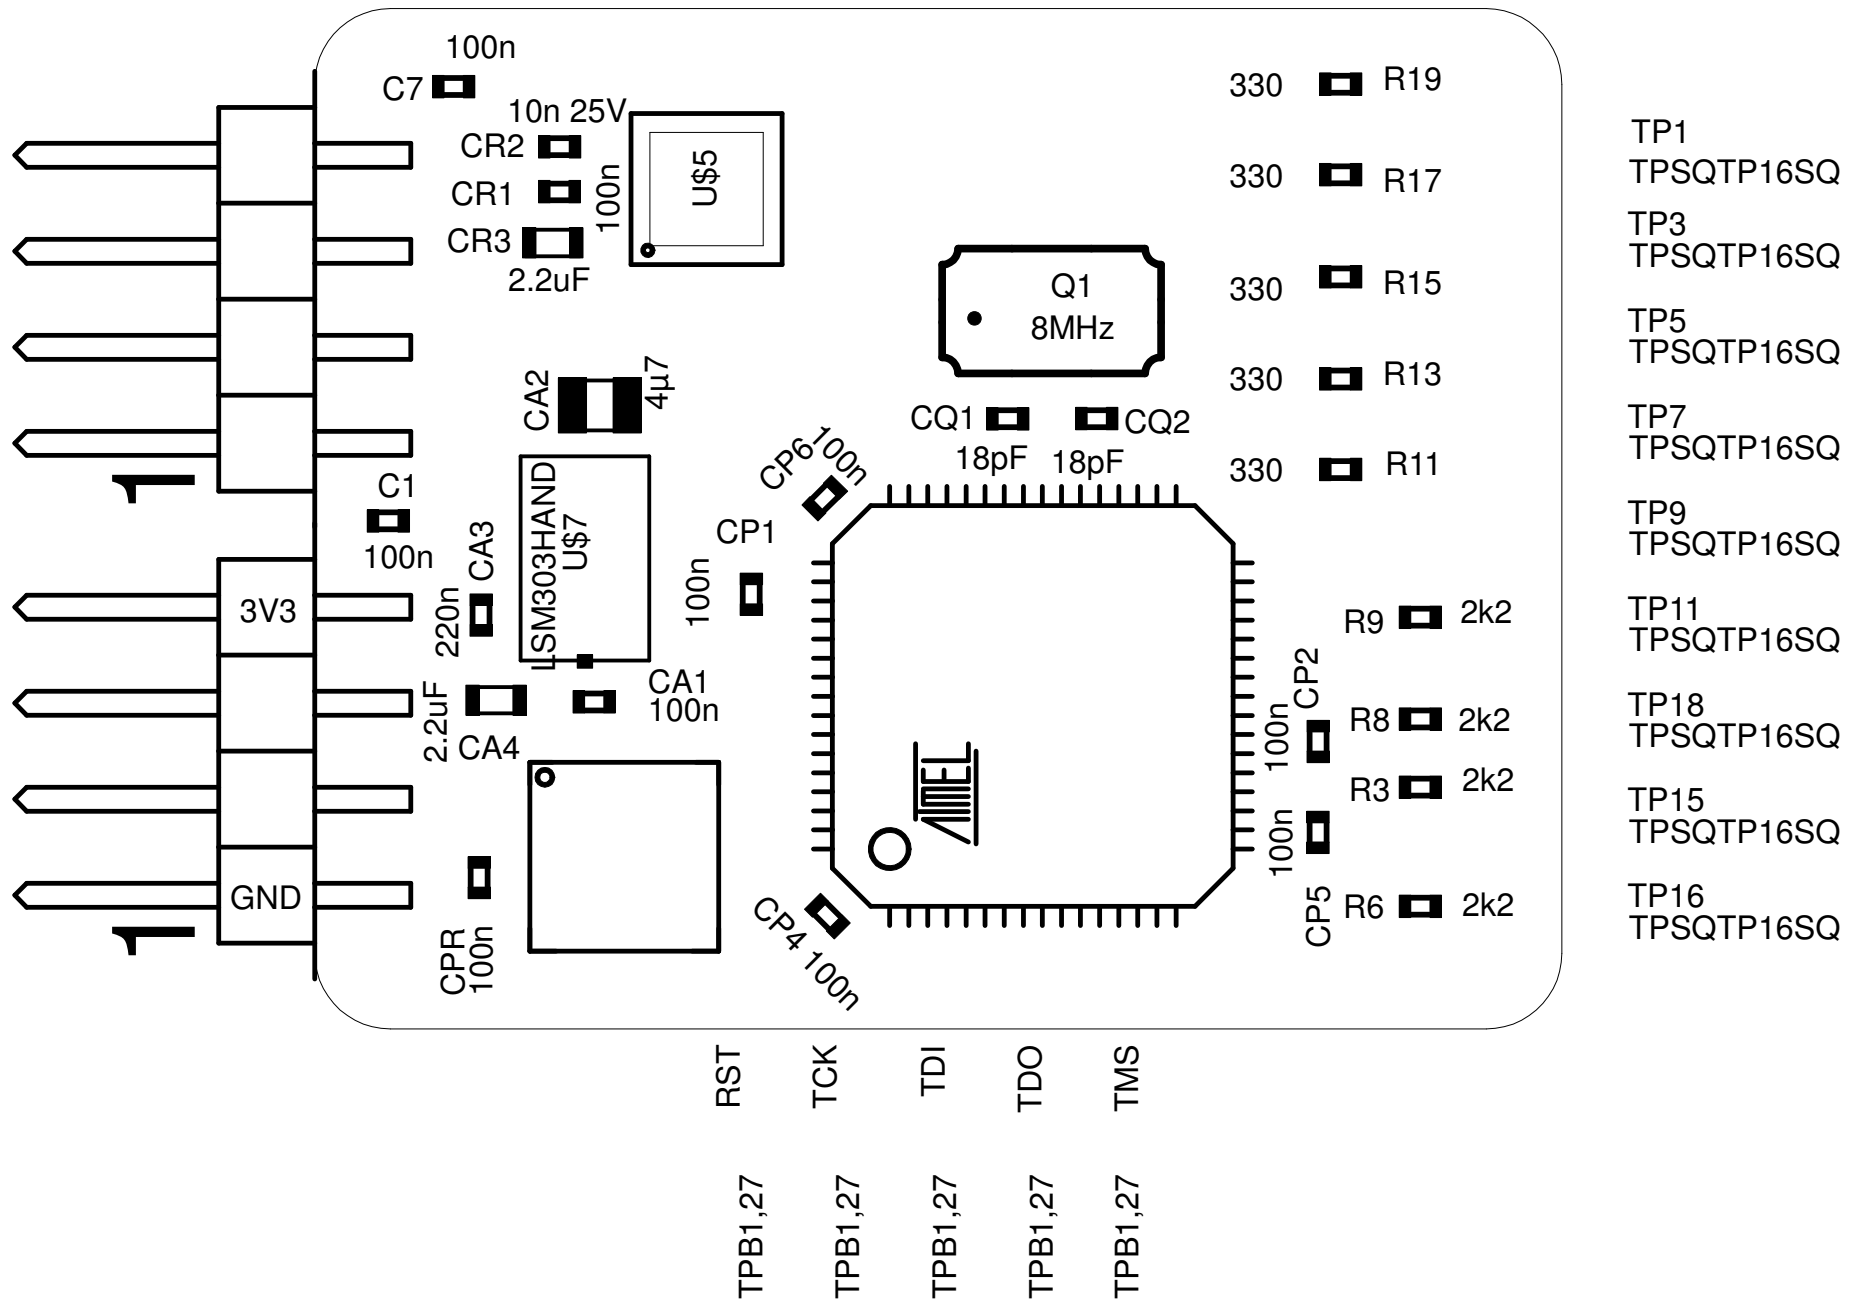 100n
C7
10n 25V
CR2
CR1
100n
CR3
2.2uF
U$5
330
R19
330
R17
330
R15
330
R13
330
R11
Q1
8MHz
CQ1
CQ2
18pF
18pF
CA2
4µ7
CP6
100n
CP1
100n
C1
100n
CA3
220n
LSM303HAND
U$7
3V3
2.2uF
CA4
CA1
100n
1
GND
1
CPR
100n
ATMEL
CP4
100n
CP2
100n
100n
CP5
R9
2k2
R8
2k2
R3
2k2
R6
2k2
TP1
TPSQTP16SQ
TP3
TPSQTP16SQ
TP5
TPSQTP16SQ
TP7
TPSQTP16SQ
TP9
TPSQTP16SQ
TP11
TPSQTP16SQ
TP18
TPSQTP16SQ
TP15
TPSQTP16SQ
TP16
TPSQTP16SQ
RST
TCK
TDI
TDO
TMS
TPB1,27
TPB1,27
TPB1,27
TPB1,27
TPB1,27